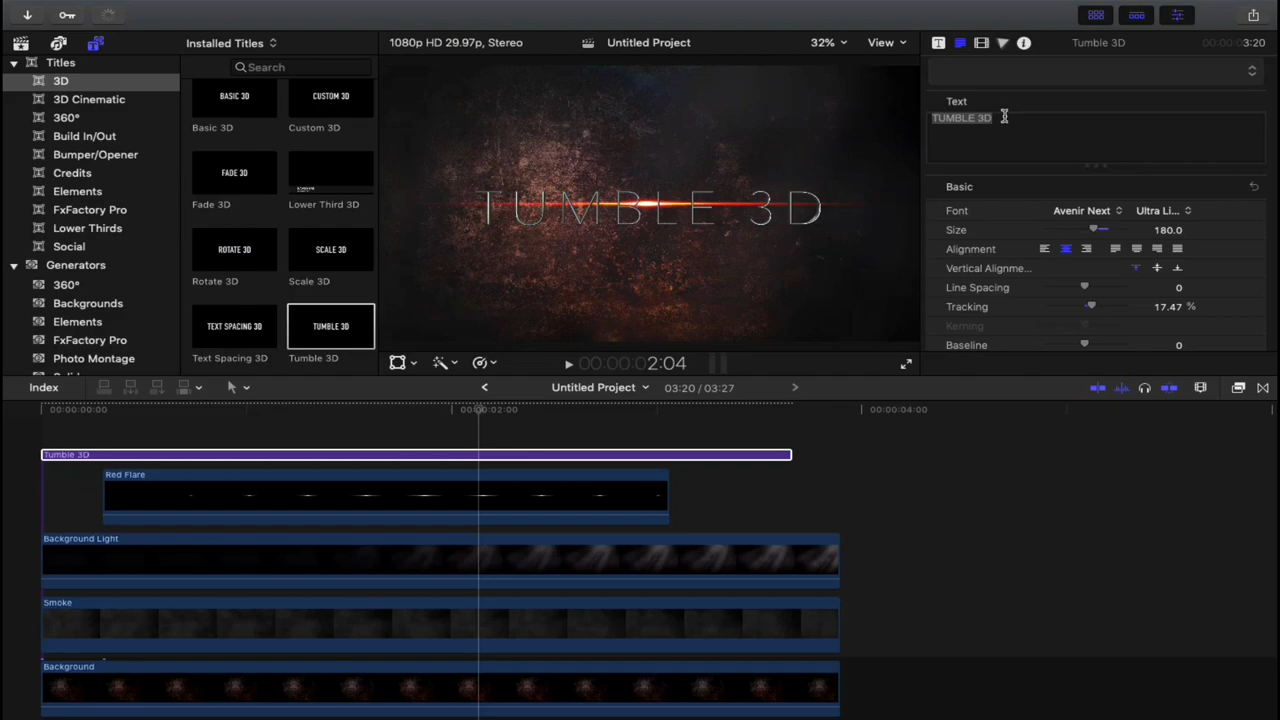 Installed Titles
1080p HD 29.97p, Stereo
Untitled Project
32%
View
Tumble 3D
00:00:00:03:20
Titles
3D
3D Cinematic
360°
Build In/Out
Bumper/Opener
Credits
Elements
FxFactory Pro
Lower Thirds
Social
Generators
360°
Backgrounds
Elements
FxFactory Pro
Photo Montage
Search
BASIC 3D
CUSTOM 3D
Basic 3D
Custom 3D
FADE 3D
Fade 3D
Lower Third 3D
ROTATE 3D
SCALE 3D
Rotate 3D
Scale 3D
TEXT SPACING 3D
TUMBLE 3D
Text Spacing 3D
Tumble 3D
TUMBLE 3D
00:00:00:02:04
Text
TUMBLE 3D
Basic
Font
Avenir Next
Ultra Li...
Size
180.0
Alignment
Vertical Alignme...
Line Spacing
0
Tracking
17.47 %
Kerning
Baseline
0
Index
Untitled Project
03:20 / 03:27
00:00:00:00
00:00:02:00
00:00:04:00
Tumble 3D
Red Flare
Background Light
Smoke
Background